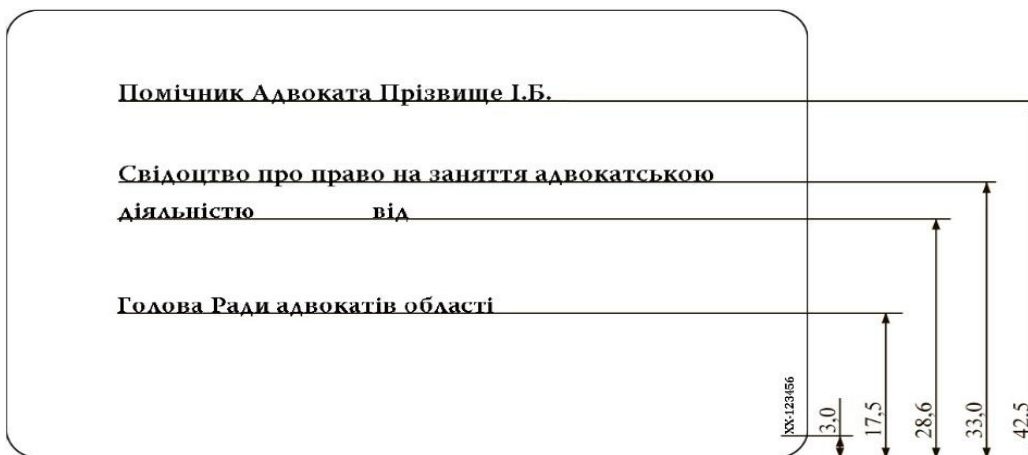 Помічник Адвоката Прізвище І.Б.
Свідоцтво про право на заняття адвокатською
діяльністю від
Голова Ради адвокатів області
ХХ-123456
3,0
17,5
28,6
33,0
42,5